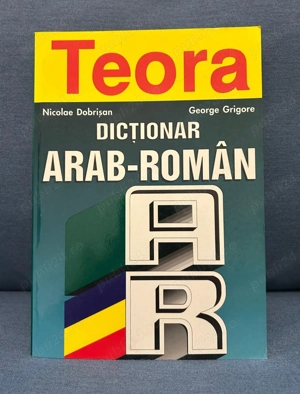 Teora
Nicolae Dobrișan George Grigore
DICȚIONAR
ARAB-ROMÂN
A
R